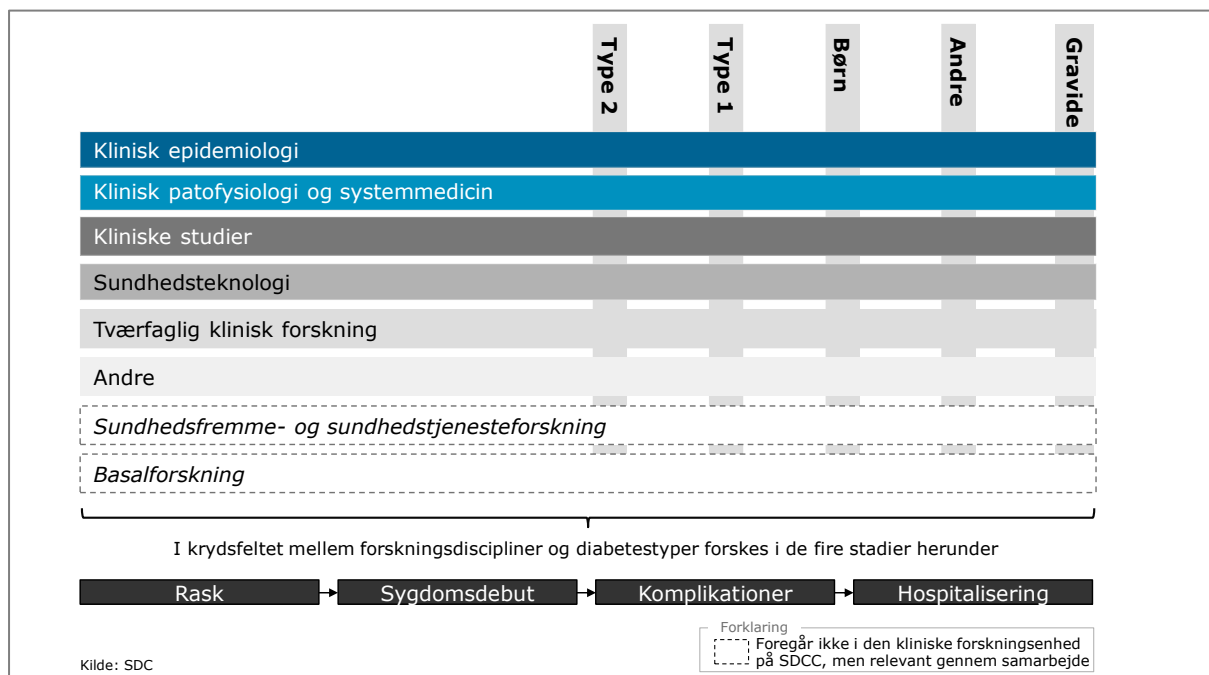 Type 2
Type 1
Børn
Andre
Gravide
Klinisk epidemiologi
Klinisk patofysiologi og systemmedicin
Kliniske studier
Sundhedsteknologi
Tværfaglig klinisk forskning
Andre
Sundhedsfremme- og sundhedstjenesteforskning
Basalforskning
I krydsfeltet mellem forskningsdiscipliner og diabetestyper forskes i de fire stadier herunder
Rask
Sygdomsdebut
Komplikationer
Hospitalisering
Forklaring
Foregår ikke i den kliniske forskningsenhed
på SDCC, men relevant gennem samarbejde
Kilde: SDC